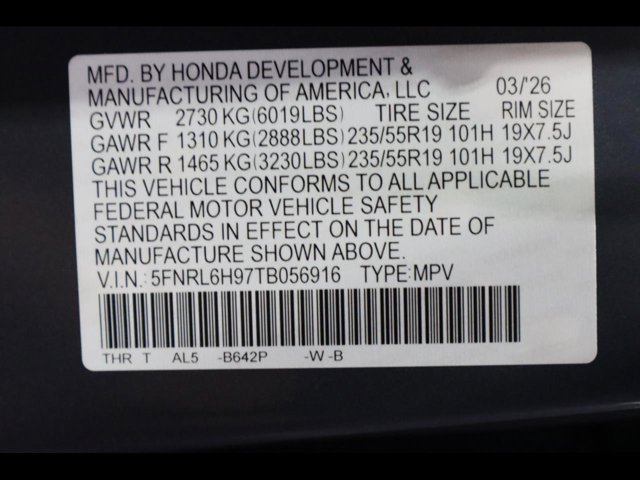 MFD. BY HONDA DEVELOPMENT &
MANUFACTURING OF AMERICA, LLC 03/'26
GVWR 2730 KG(6019LBS) TIRE SIZE RIM SIZE
GAWR F 1310 KG(2888LBS) 235/55R19 101H 19X7.5J
GAWR R 1465 KG(3230LBS) 235/55R19 101H 19X7.5J
THIS VEHICLE CONFORMS TO ALL APPLICABLE
FEDERAL MOTOR VEHICLE SAFETY
STANDARDS IN EFFECT ON THE DATE OF
MANUFACTURE SHOWN ABOVE.
V.I.N.: 5FNRL6H97TB056916 TYPE:MPV
THR T AL5 -B642P -W -B